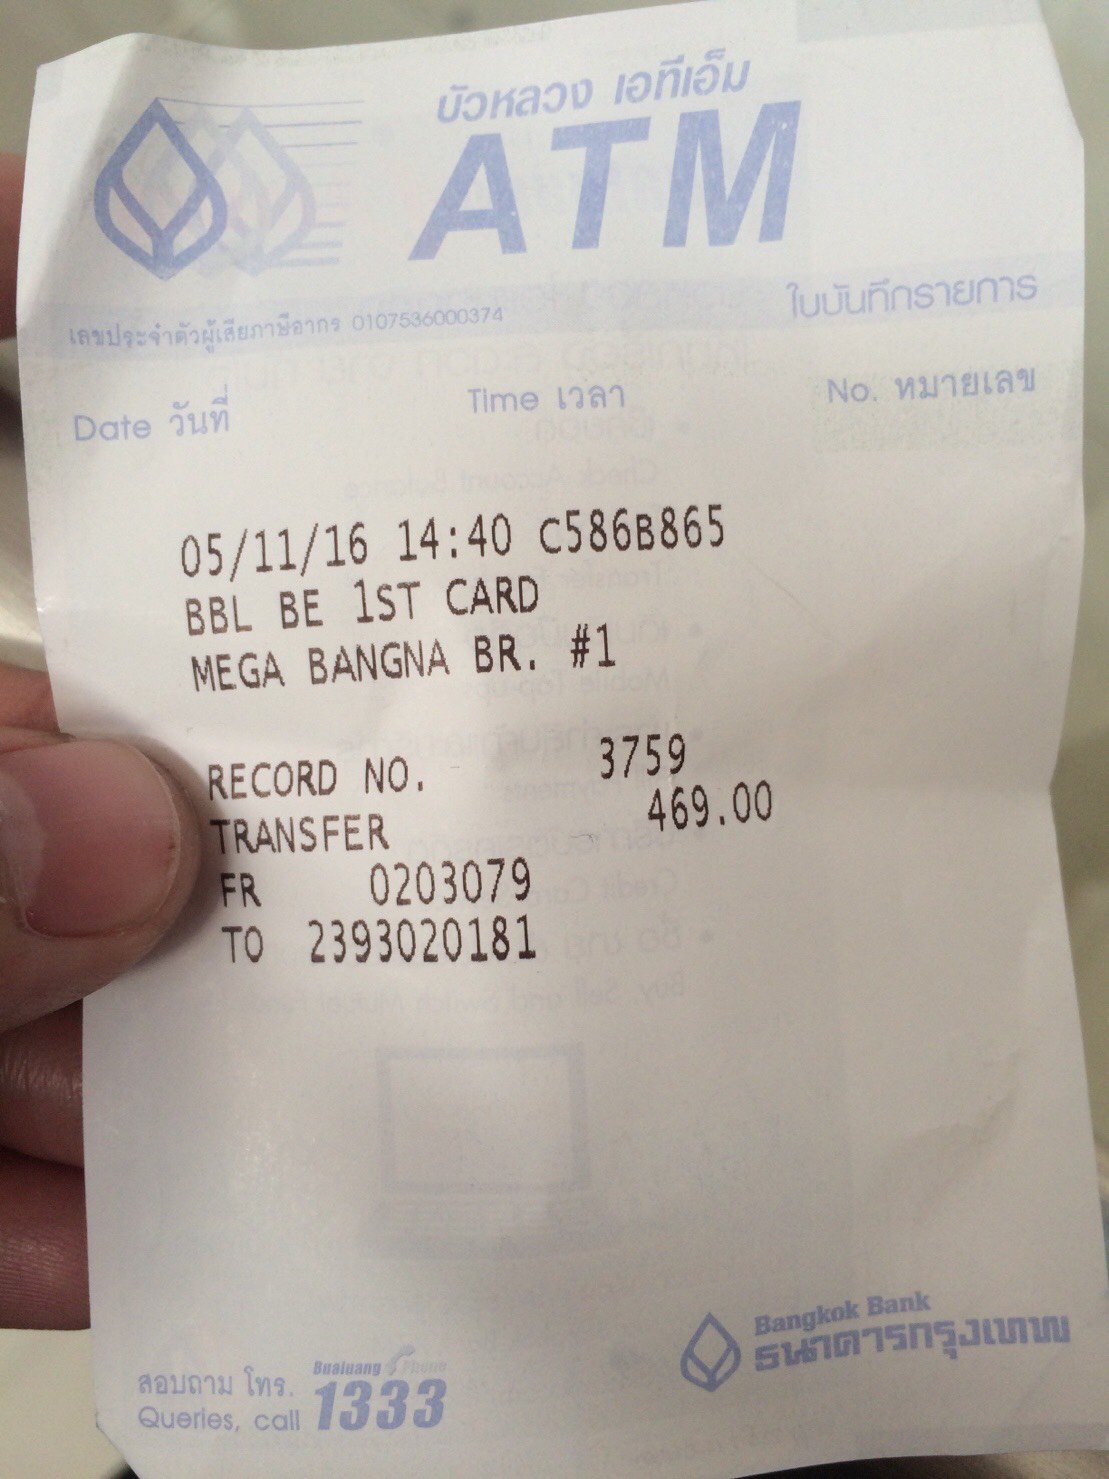 บัวหลวง เอทีเอ็ม
ATM
เลขประจำตัวผู้เสียภาษีอากร 0107536000374
ใบบันทึกรายการ
Date วันที่ Time เวลา No. หมายเลข
05/11/16 14:40 C586B865
BBL BE 1ST CARD
MEGA BANGNA BR. #1
RECORD NO. 3759
TRANSFER 469.00
FR 0203079
TO 2393020181
Bangkok Bank
ธนาคารกรุงเทพ
สอบถาม โทร.
Queries, call
Bualuang Phone
1333